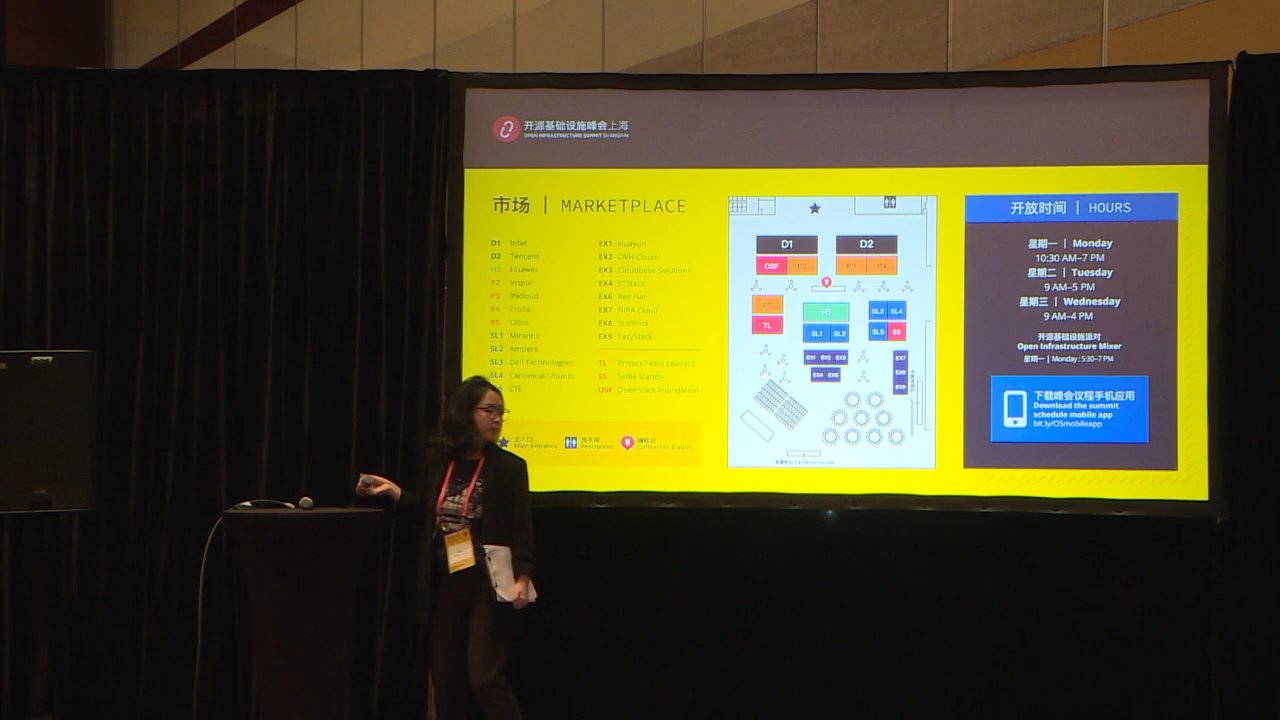 开源基础设施峰会上海
OPEN INFRASTRUCTURE SUMMIT SHANGHAI
市场 | MARKETPLACE
D1 Intel
D2 Tencent
H1 Huawei
P2 Inspur
P3 99cloud
P4 Troila
P5 Cisco
SL1 Mirantis
SL2 Ampere
SL3 Dell Technologies
SL4 Canonical/Ubuntu
ZTE
EX1 Huayun
EX2 OVH Cloud
EX3 Cloudbase Solutions
EX4 JITStack
EX6 Red Hat
EX7 NIPA Cloud
EX8 StorPool
EX9 EasyStack
TL Project Team Leaders
SS Selfie Station
OSF OpenStack Foundation
主入口
Main Entrance
洗手间
Restrooms
咖啡站
Coffee/Tea Station
D1 D2
OSF P2 P3 P4
P5 H1 SL3 SL4
TL SL1 SL2 SL5 SS
EX1 EX2 EX3 EX7
EX4 EX6 EX8
EX9
开放时间 | HOURS
星期一 | Monday
10:30 AM–7 PM
星期二 | Tuesday
9 AM–5 PM
星期三 | Wednesday
9 AM–4 PM
开源基础设施派对
Open Infrastructure Mixer
星期一 | Monday: 5:30–7 PM
下载峰会议程手机应用
Download the summit
schedule mobile app
bit.ly/OSmobileapp